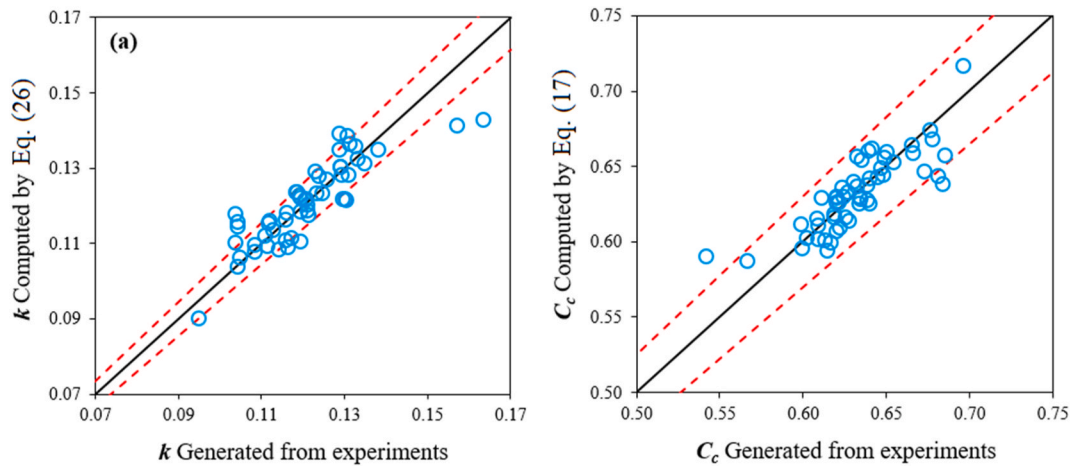 (a)
k Computed by Eq. (26)
0.17
0.15
0.13
0.11
0.09
0.07
0.07 0.09 0.11 0.13 0.15 0.17
k Generated from experiments
C_c Computed by Eq. (17)
0.75
0.70
0.65
0.60
0.55
0.50
0.50 0.55 0.60 0.65 0.70 0.75
C_c Generated from experiments